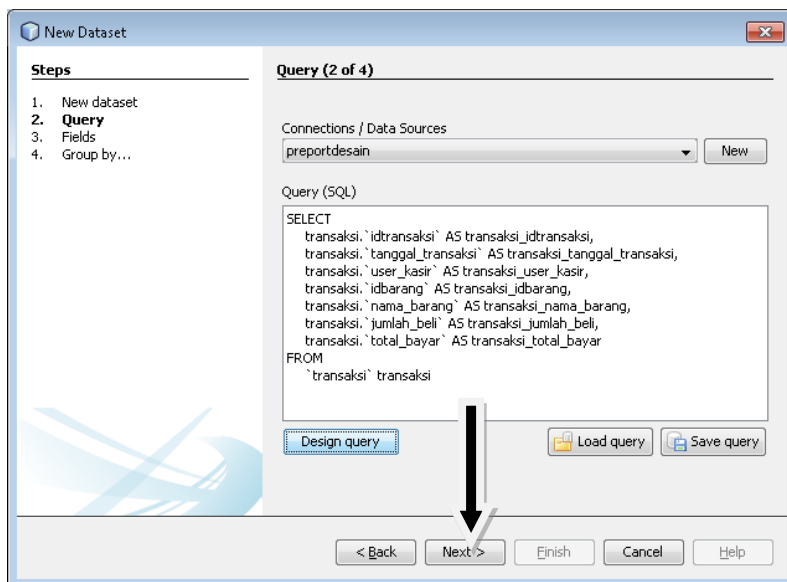 New Dataset
Steps
1. New dataset
2. Query
3. Fields
4. Group by...
Query (2 of 4)
Connections / Data Sources
preportdesain
New
Query (SQL)
SELECT
transaksi.`idtransaksi` AS transaksi_idtransaksi,
transaksi.`tanggal_transaksi` AS transaksi_tanggal_transaksi,
transaksi.`user_kasir` AS transaksi_user_kasir,
transaksi.`idbarang` AS transaksi_idbarang,
transaksi.`nama_barang` AS transaksi_nama_barang,
transaksi.`jumlah_beli` AS transaksi_jumlah_beli,
transaksi.`total_bayar` AS transaksi_total_bayar
FROM
`transaksi` transaksi
Design query
Load query
Save query
< Back
Next >
Finish
Cancel
Help